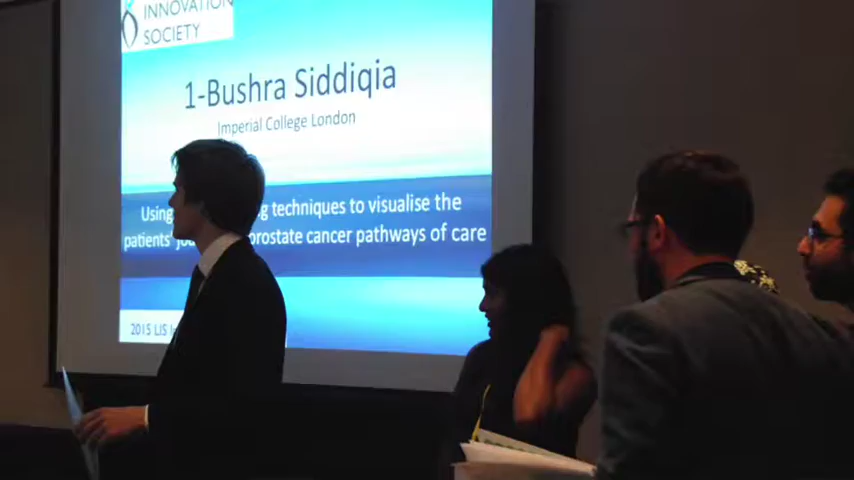 INNOVATION
SOCIETY
1-Bushra Siddiqia
Imperial College London
Using techniques to visualise the
patients' prostate cancer pathways of care
2015 LIS